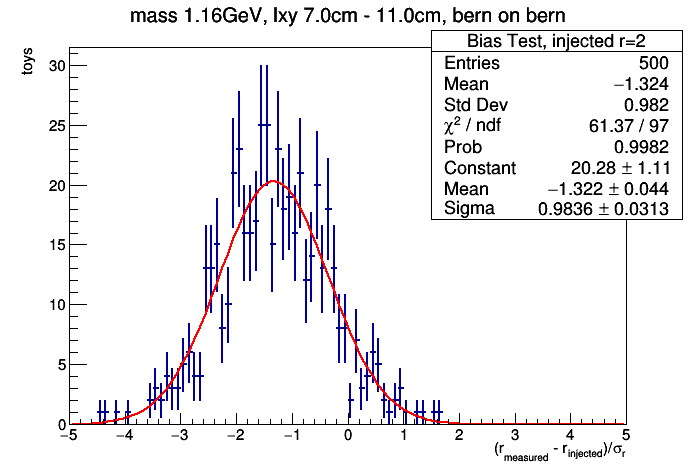 mass 1.16GeV, lxy 7.0cm - 11.0cm, bern on bern
Bias Test, injected r=2
Entries 500
Mean −1.324
Std Dev 0.982
χ² / ndf 61.37 / 97
Prob 0.9982
Constant 20.28 ± 1.11
Mean −1.322 ± 0.044
Sigma 0.9836 ± 0.0313
toys
30
25
20
15
10
5
0
−5 −4 −3 −2 −1 0 1 2 3 4 5
(r_measured - r_injected)/σ_r